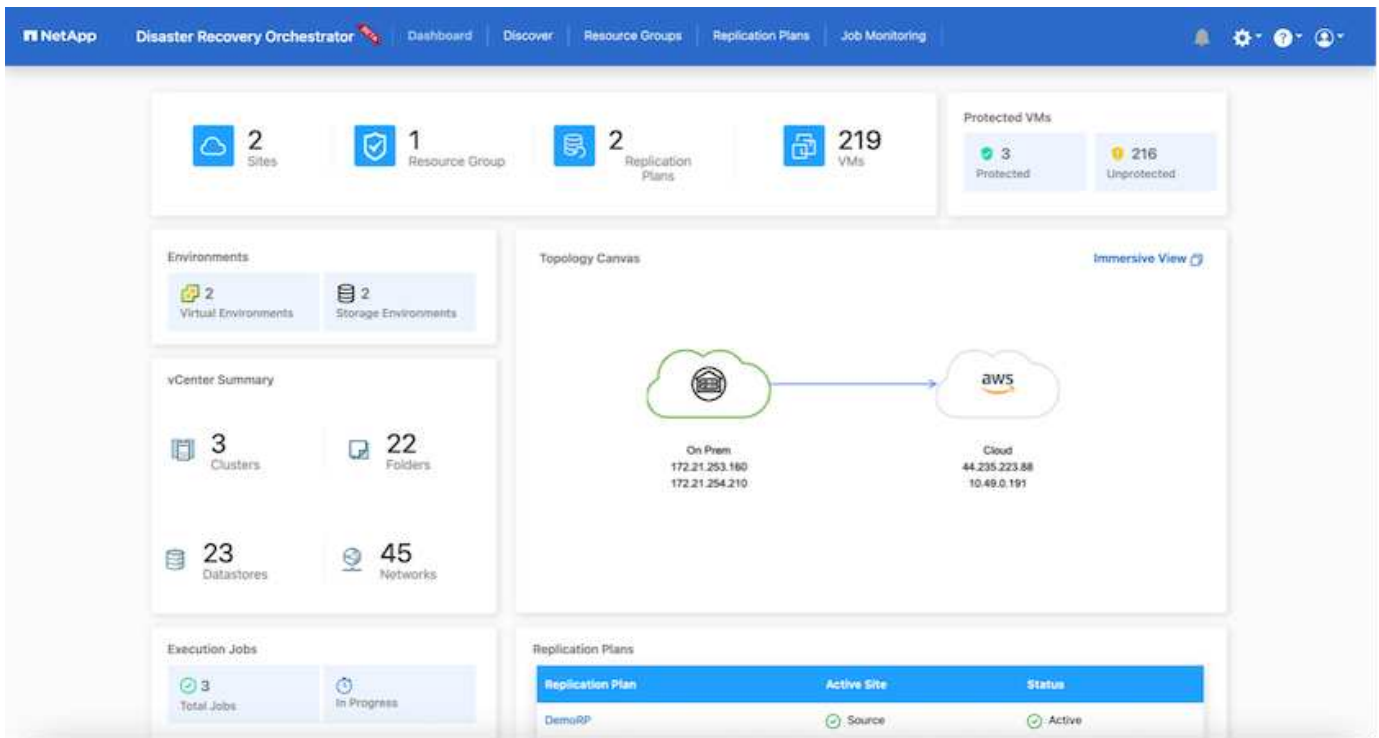 NetApp Disaster Recovery Orchestrator Dashboard Discover Resource Groups Replication Plans Job Monitoring
2
Sites
1
Resource Group
2
Replication
Plans
219
VMs
Protected VMs
3
Protected
216
Unprotected
Environments
2
Virtual Environments
2
Storage Environments
Topology Canvas
Immersive View
aws
On Prem
172.21.253.160
172.21.254.210
Cloud
44.235.223.88
10.49.0.191
vCenter Summary
3
Clusters
22
Folders
23
Datastores
45
Networks
Execution Jobs
3
Total Jobs
In Progress
Replication Plans
Replication Plan Active Site Status
DemoRP Source Active